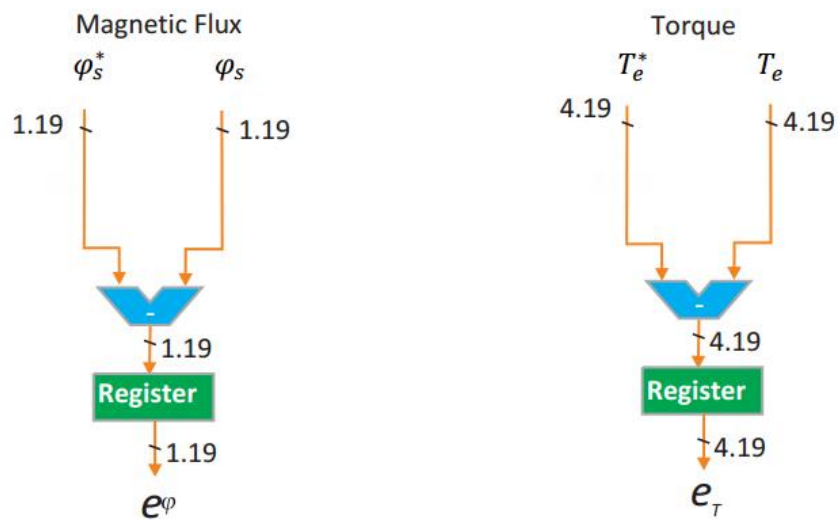 Magnetic Flux
φ*s φs
1.19 1.19
-
1.19
Register
1.19
eφ
Torque
T*e Te
4.19 4.19
-
4.19
Register
4.19
eT